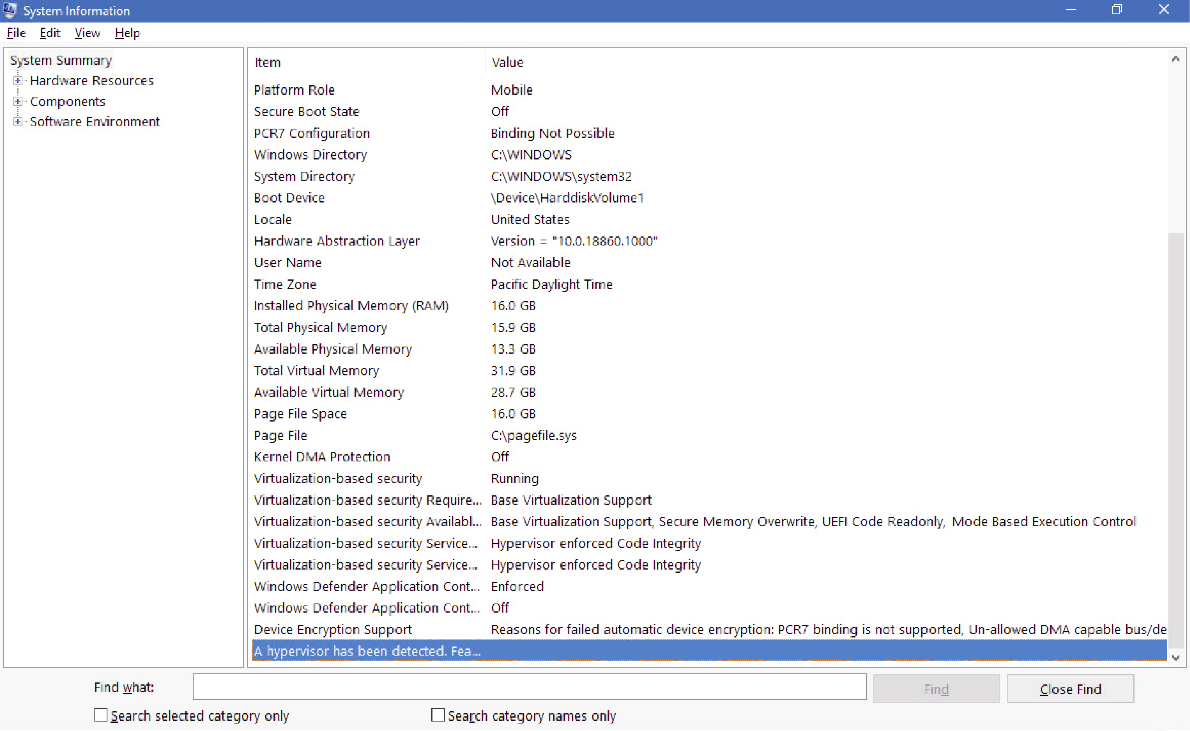 System Information
File Edit View Help
System Summary
Hardware Resources
Components
Software Environment
Item Value
Platform Role Mobile
Secure Boot State Off
PCR7 Configuration Binding Not Possible
Windows Directory C:\WINDOWS
System Directory C:\WINDOWS\system32
Boot Device \Device\HarddiskVolume1
Locale United States
Hardware Abstraction Layer Version = "10.0.18860.1000"
User Name Not Available
Time Zone Pacific Daylight Time
Installed Physical Memory (RAM) 16.0 GB
Total Physical Memory 15.9 GB
Available Physical Memory 13.3 GB
Total Virtual Memory 31.9 GB
Available Virtual Memory 28.7 GB
Page File Space 16.0 GB
Page File C:\pagefile.sys
Kernel DMA Protection Off
Virtualization-based security Running
Virtualization-based security Require... Base Virtualization Support
Virtualization-based security Availabl... Base Virtualization Support, Secure Memory Overwrite, UEFI Code Readonly, Mode Based Execution Control
Virtualization-based security Service... Hypervisor enforced Code Integrity
Virtualization-based security Service... Hypervisor enforced Code Integrity
Windows Defender Application Cont... Enforced
Windows Defender Application Cont... Off
Device Encryption Support Reasons for failed automatic device encryption: PCR7 binding is not supported, Un-allowed DMA capable bus/de
A hypervisor has been detected. Fea...
Find what: Find Close Find
Search selected category only Search category names only